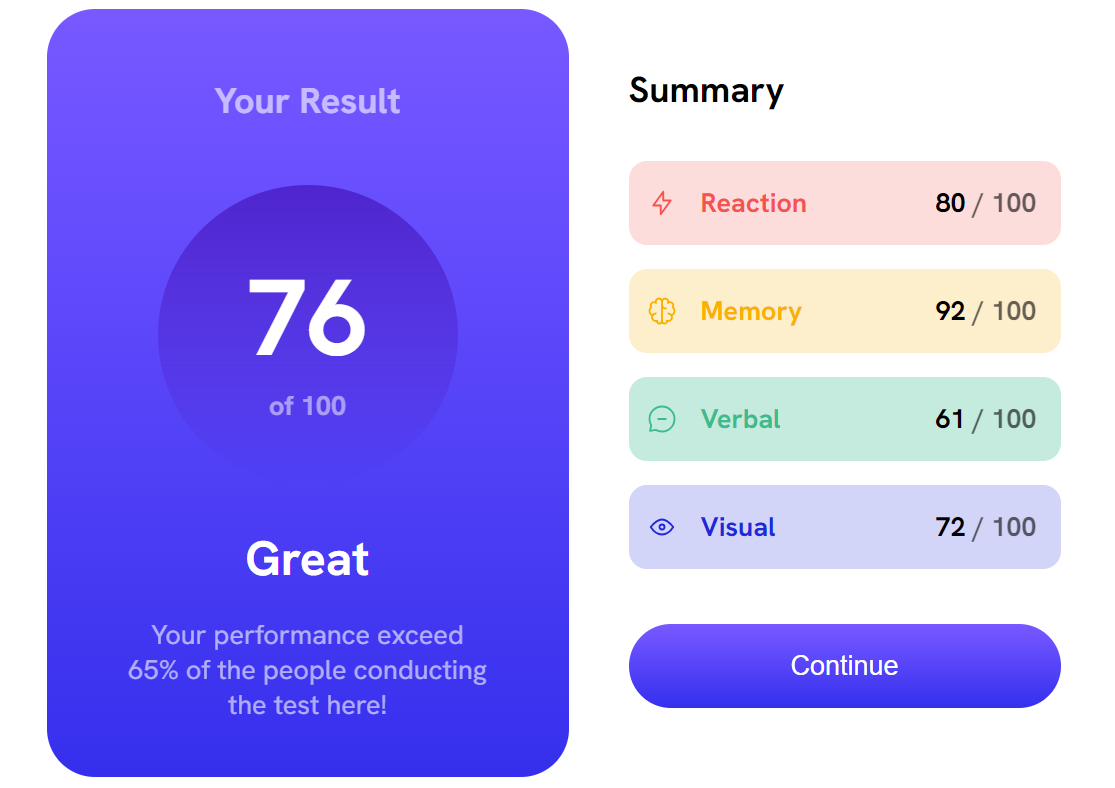 Your Result
76
of 100
Great
Your performance exceed
65% of the people conducting
the test here!
Summary
Reaction 80 / 100
Memory 92 / 100
Verbal 61 / 100
Visual 72 / 100
Continue